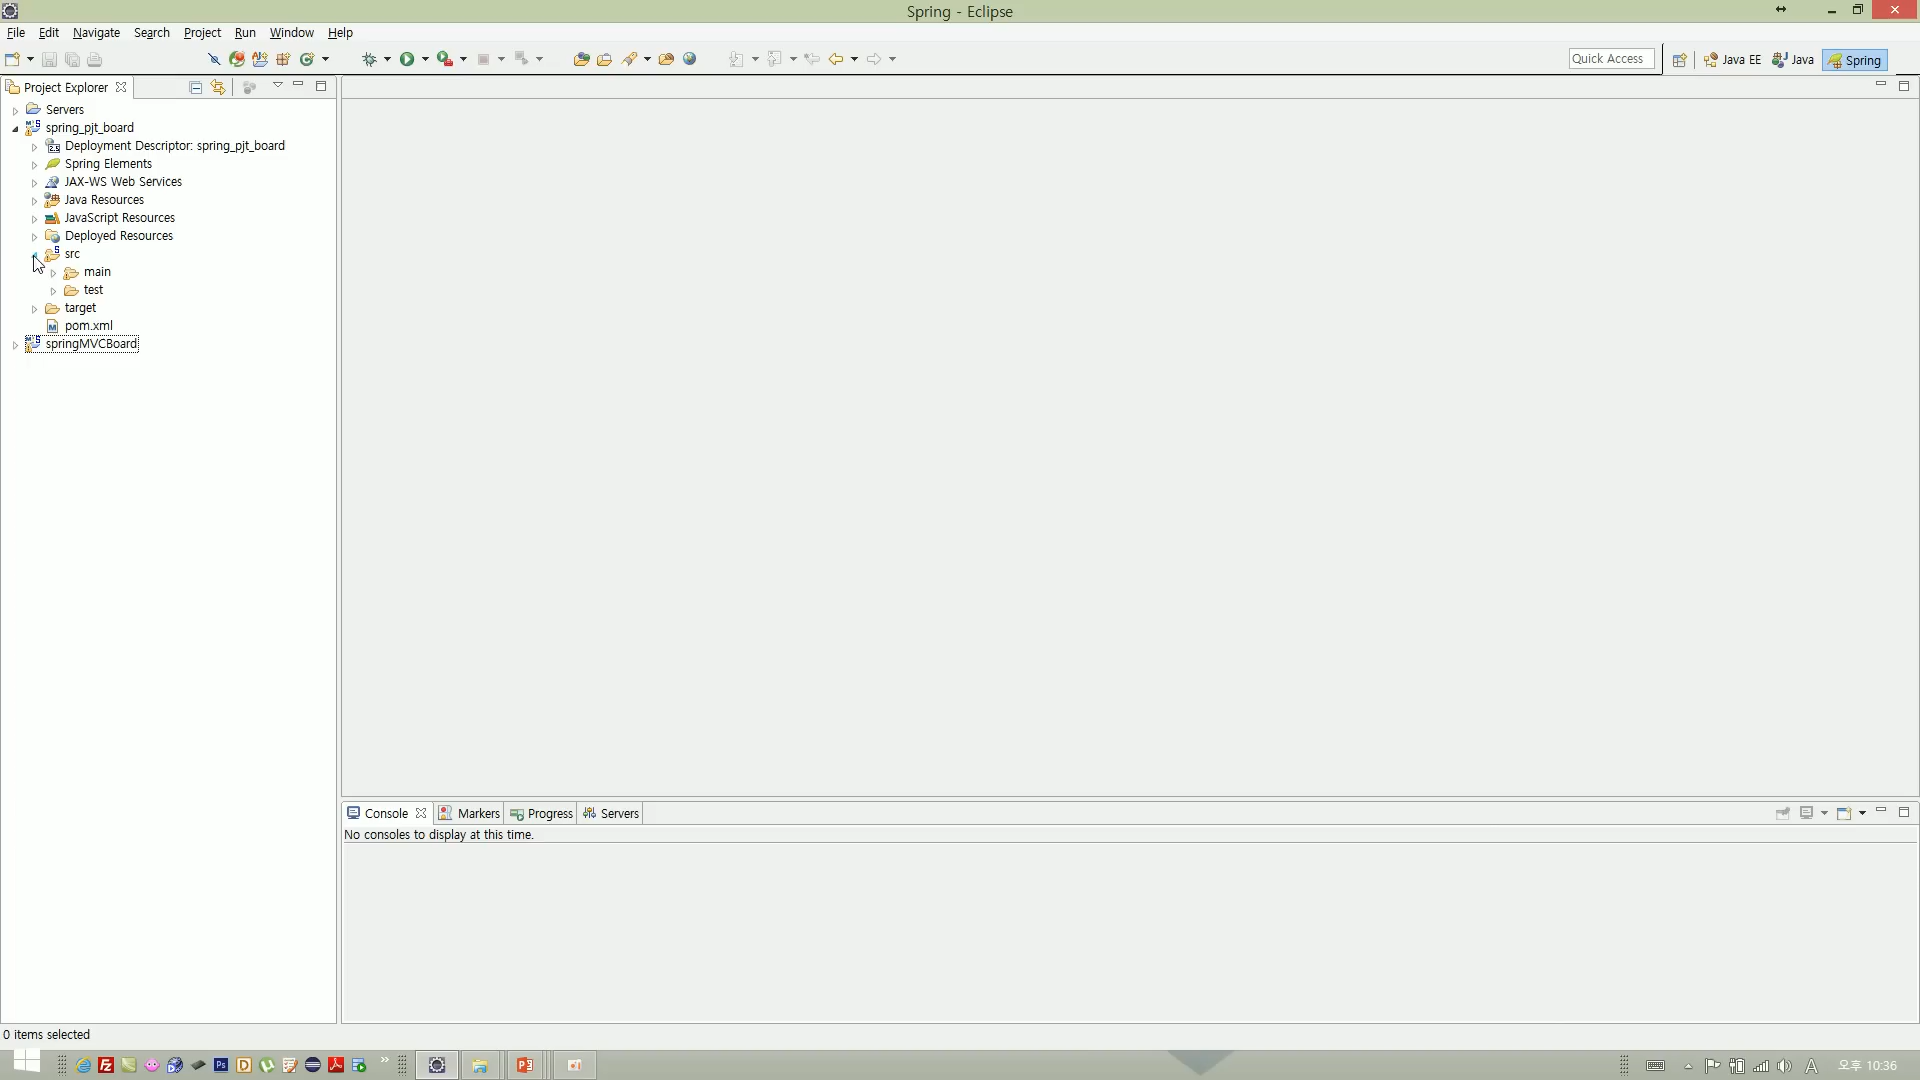 Spring - Eclipse
File Edit Navigate Search Project Run Window Help
Quick Access Java EE Java Spring
Project Explorer
Servers
spring_pjt_board
Deployment Descriptor: spring_pjt_board
Spring Elements
JAX-WS Web Services
Java Resources
JavaScript Resources
Deployed Resources
src
main
test
target
pom.xml
springMVCBoard
Console Markers Progress Servers
No consoles to display at this time.
0 items selected
오후 10:36